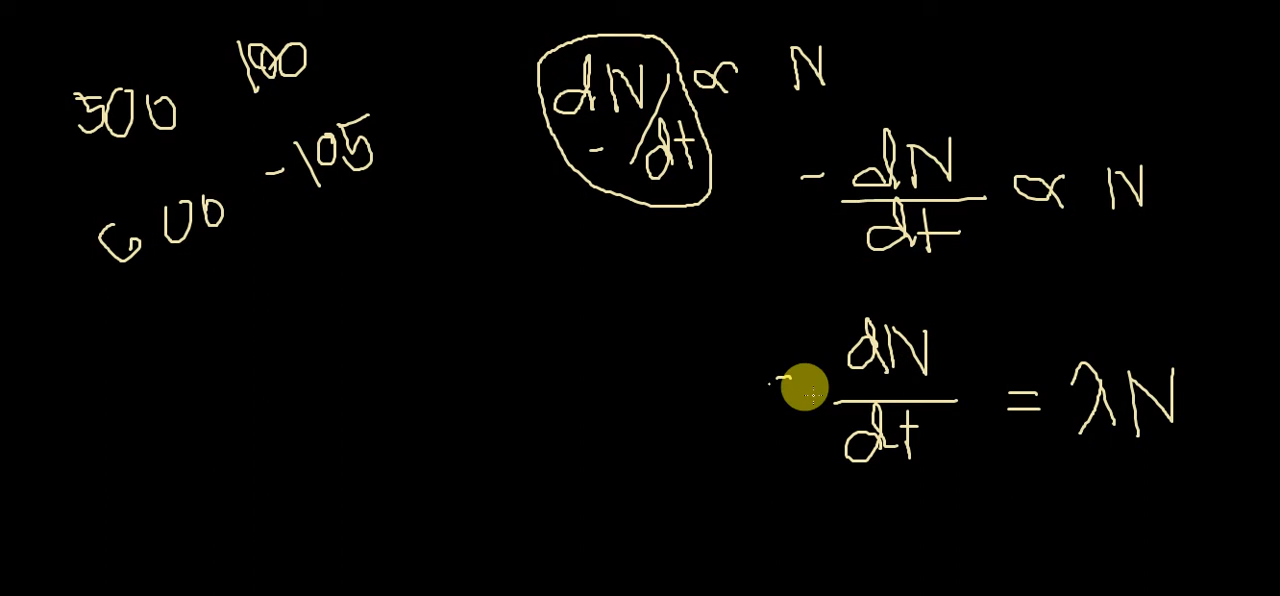 500 100
600 -105
- dN/dt ∝ N
- dN/dt ∝ N
- dN/dt = λN